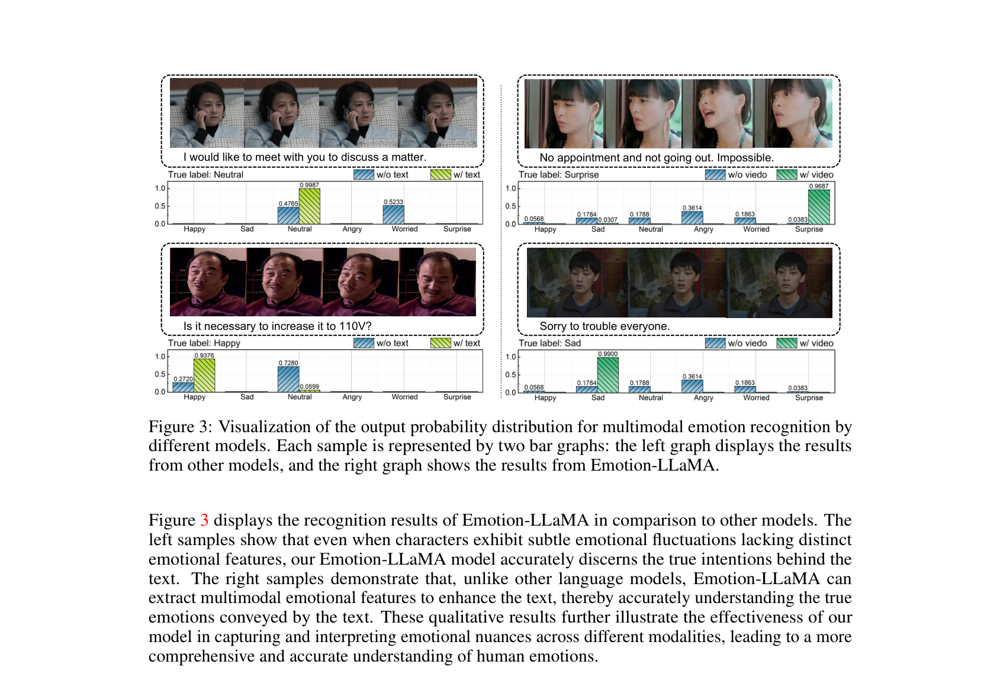 I would like to meet with you to discuss a matter.
True label: Neutral w/o text w/ text
1.0
0.5
0.0
0.4765 0.9987 0.5233
Happy Sad Neutral Angry Worried Surprise
No appointment and not going out. Impossible.
True label: Surprise w/o viedo w/ video
1.0
0.5
0.0
0.0568 0.1784 0.0307 0.1788 0.3614 0.1863 0.0383 0.9687
Happy Sad Neutral Angry Worried Surprise
Is it necessary to increase it to 110V?
True label: Happy w/o text w/ text
1.0
0.5
0.0
0.2720 0.9376 0.7280 0.0599
Happy Sad Neutral Angry Worried Surprise
Sorry to trouble everyone.
True label: Sad w/o viedo w/ video
1.0
0.5
0.0
0.0568 0.1784 0.9900 0.1788 0.3614 0.1863 0.0383
Happy Sad Neutral Angry Worried Surprise
Figure 3: Visualization of the output probability distribution for multimodal emotion recognition by
different models. Each sample is represented by two bar graphs: the left graph displays the results
from other models, and the right graph shows the results from Emotion-LLaMA.
Figure 3 displays the recognition results of Emotion-LLaMA in comparison to other models. The
left samples show that even when characters exhibit subtle emotional fluctuations lacking distinct
emotional features, our Emotion-LLaMA model accurately discerns the true intentions behind the
text. The right samples demonstrate that, unlike other language models, Emotion-LLaMA can
extract multimodal emotional features to enhance the text, thereby accurately understanding the true
emotions conveyed by the text. These qualitative results further illustrate the effectiveness of our
model in capturing and interpreting emotional nuances across different modalities, leading to a more
comprehensive and accurate understanding of human emotions.